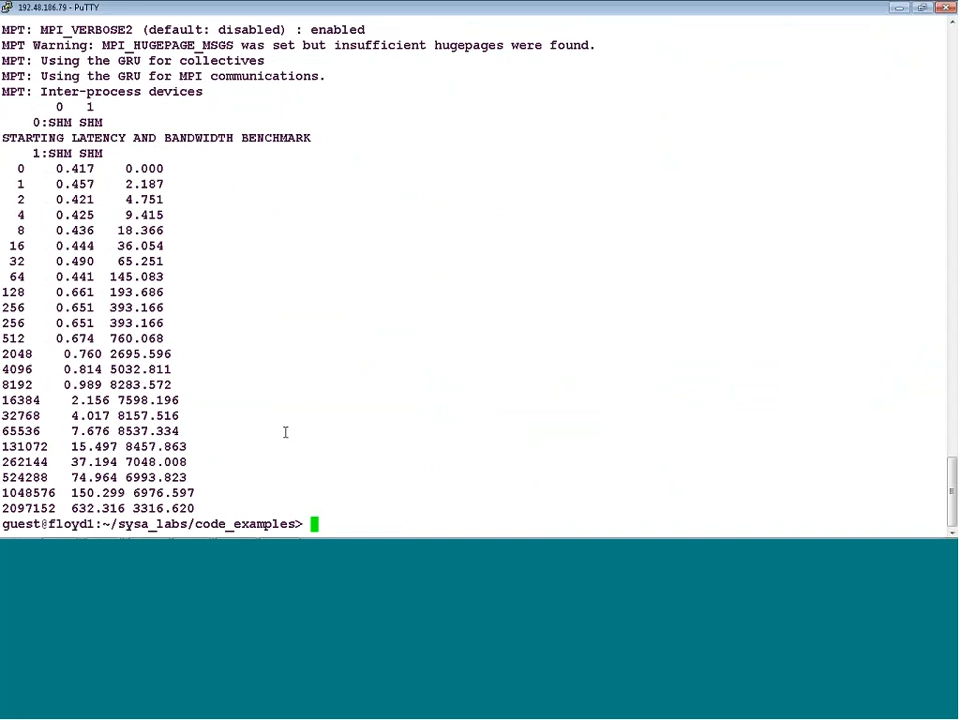 192.48.186.79 - PuTTY
MPT: MPI_VERBOSE2 (default: disabled) : enabled
MPT Warning: MPI_HUGEPAGE_MSGS was set but insufficient hugepages were found.
MPT: Using the GRU for collectives
MPT: Using the GRU for MPI communications.
MPT: Inter-process devices
0 1
0:SHM SHM
STARTING LATENCY AND BANDWIDTH BENCHMARK
1:SHM SHM
0 0.417 0.000
1 0.457 2.187
2 0.421 4.751
4 0.425 9.415
8 0.436 18.366
16 0.444 36.054
32 0.490 65.251
64 0.441 145.083
128 0.661 193.686
256 0.651 393.166
256 0.651 393.166
512 0.674 760.068
2048 0.760 2695.596
4096 0.814 5032.811
8192 0.989 8283.572
16384 2.156 7598.196
32768 4.017 8157.516
65536 7.676 8537.334
131072 15.497 8457.863
262144 37.194 7048.008
524288 74.964 6993.823
1048576 150.299 6976.597
2097152 632.316 3316.620
guest@floyd1:~/sysa_labs/code_examples>